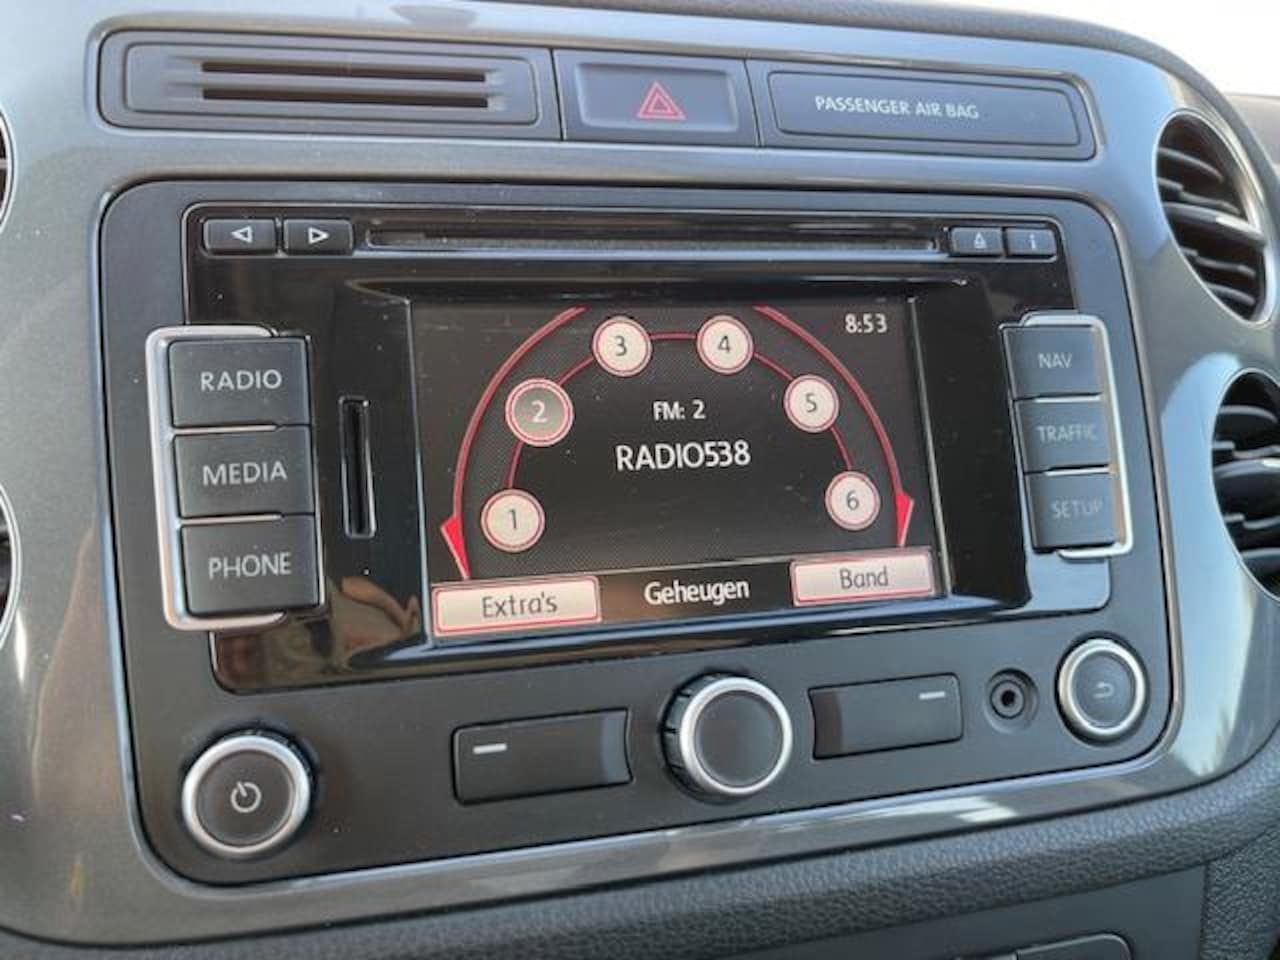 PASSENGER AIR BAG
i
RADIO
MEDIA
PHONE
8:53
3
4
2
5
FM: 2
RADIO538
1
6
Extra's
Geheugen
Band
NAV
TRAFFIC
SETUP